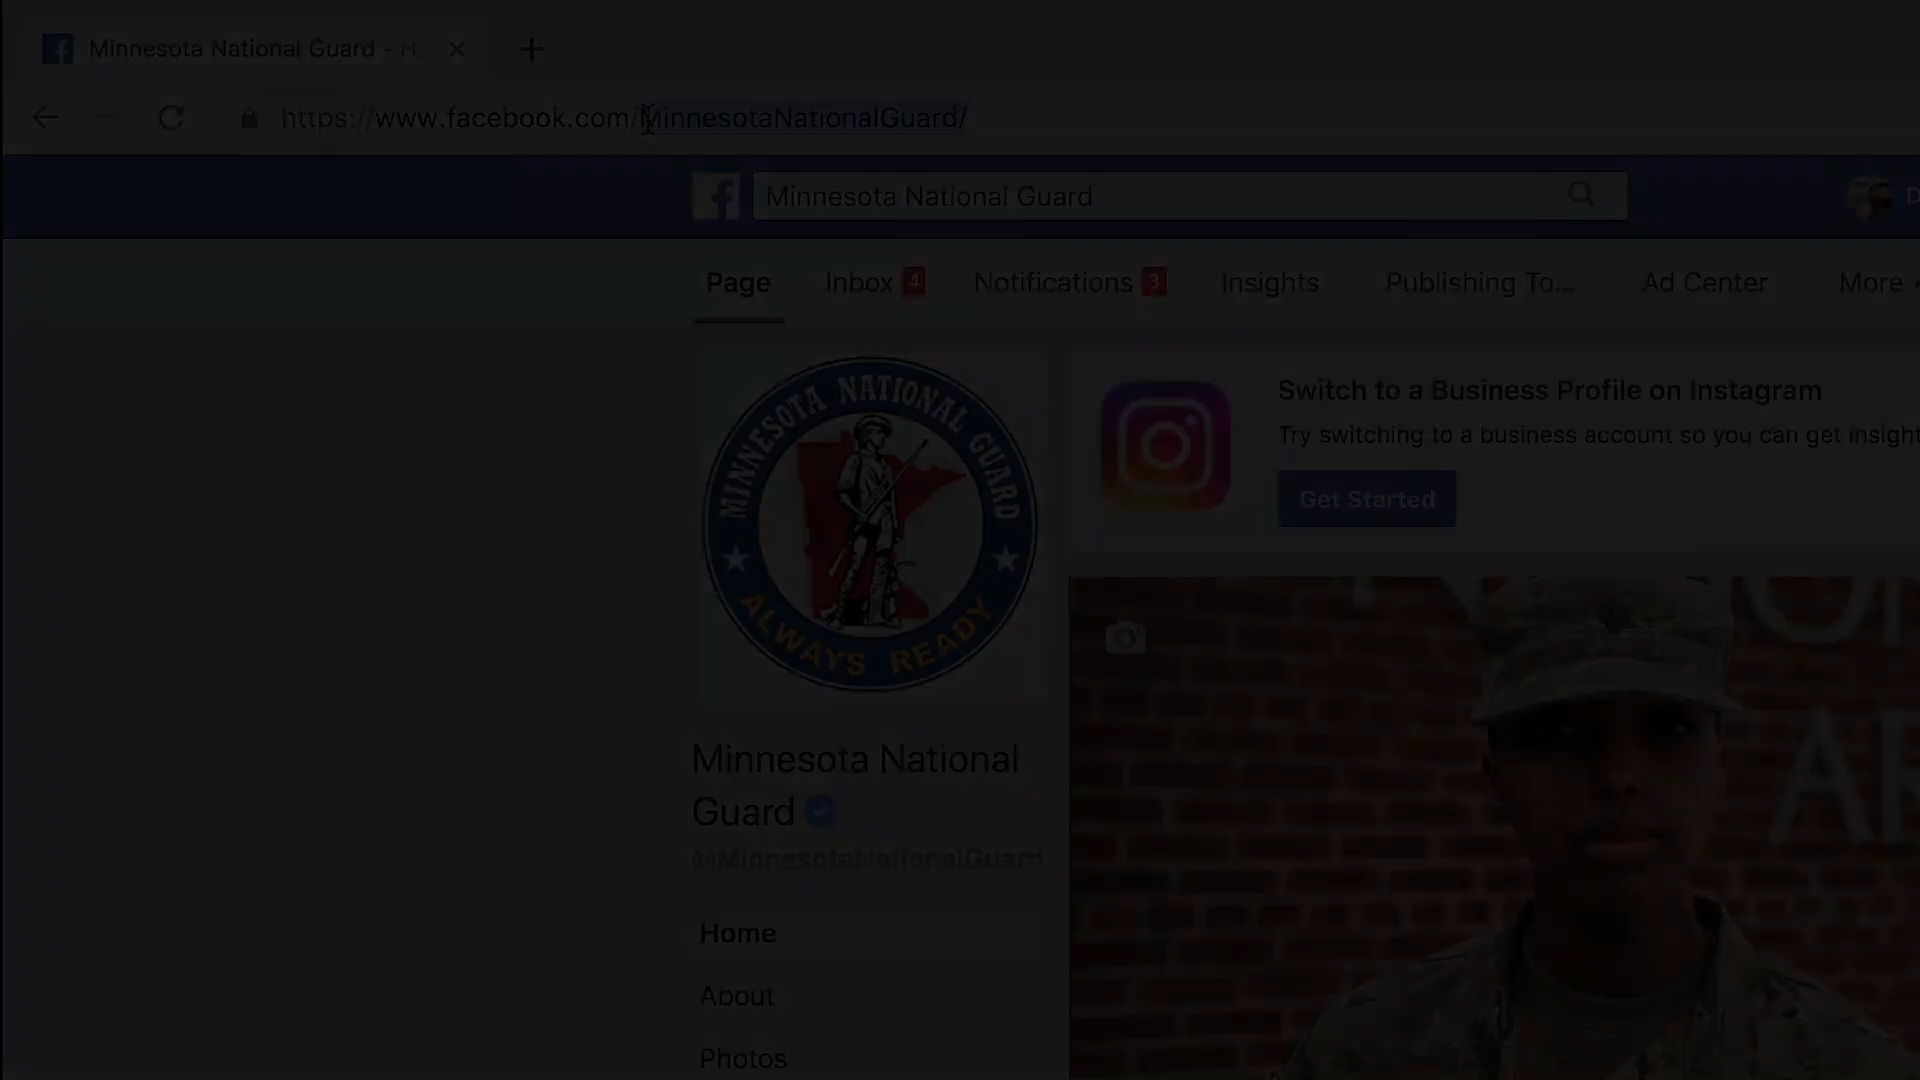 Minnesota National Guard - H...
https://www.facebook.com/MinnesotaNationalGuard/
Minnesota National Guard
Page
Inbox 4
Notifications 3
Insights
Publishing To...
Ad Center
More
MINNESOTA NATIONAL GUARD
ALWAYS READY
Switch to a Business Profile on Instagram
Try switching to a business account so you can get insight
Get Started
Minnesota National
Guard
@MinnesotaNationalGuard
Home
About
Photos